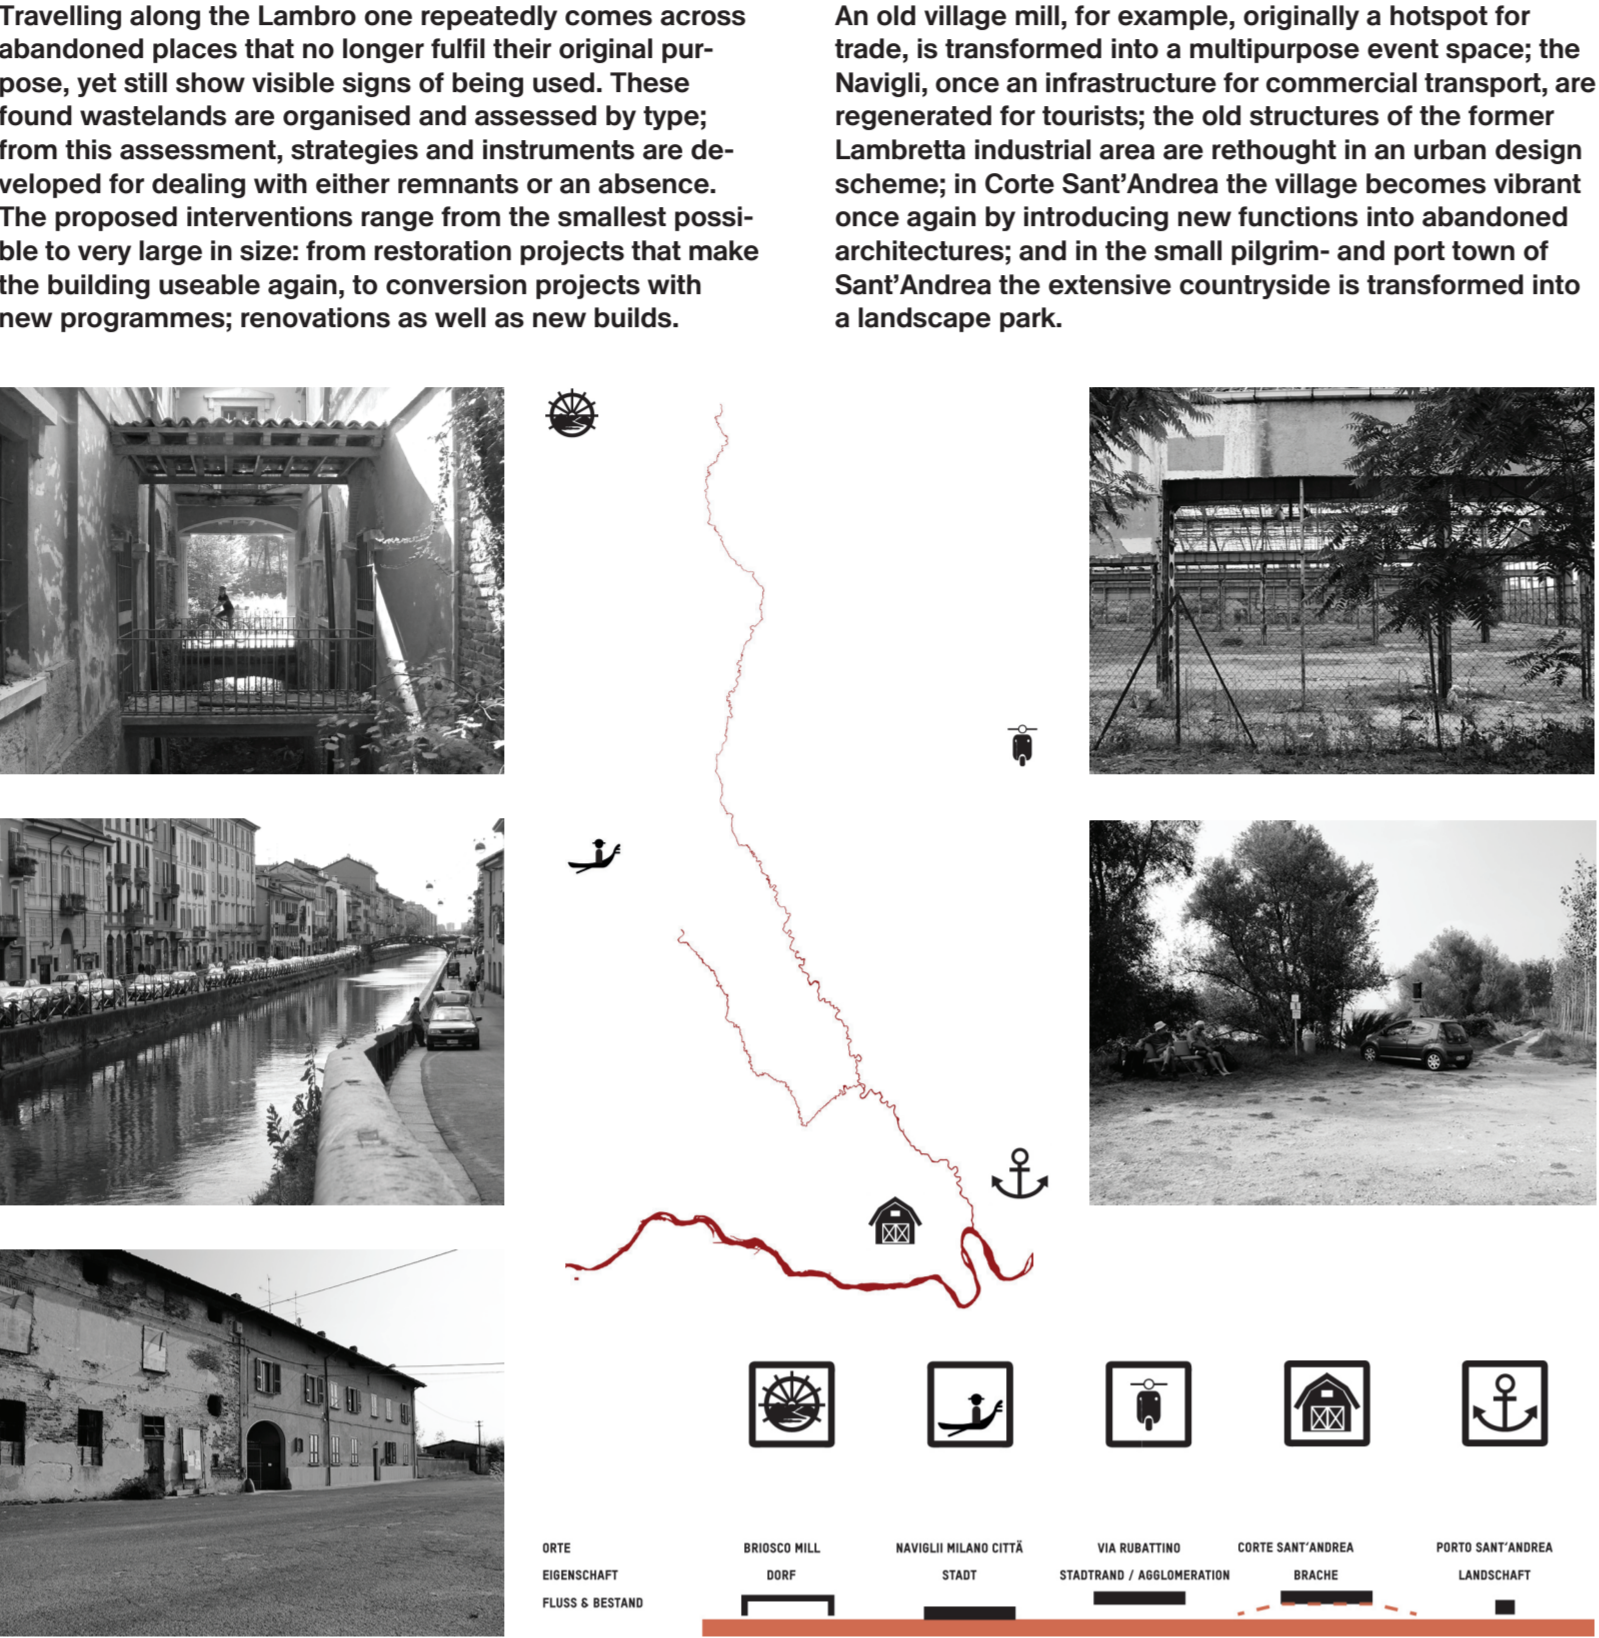 Travelling along the Lambro one repeatedly comes across
abandoned places that no longer fulfil their original pur-
pose, yet still show visible signs of being used. These
found wastelands are organised and assessed by type;
from this assessment, strategies and instruments are de-
veloped for dealing with either remnants or an absence.
The proposed interventions range from the smallest possi-
ble to very large in size: from restoration projects that make
the building useable again, to conversion projects with
new programmes; renovations as well as new builds.
An old village mill, for example, originally a hotspot for
trade, is transformed into a multipurpose event space; the
Navigli, once an infrastructure for commercial transport, are
regenerated for tourists; the old structures of the former
Lambretta industrial area are rethought in an urban design
scheme; in Corte Sant’Andrea the village becomes vibrant
once again by introducing new functions into abandoned
architectures; and in the small pilgrim- and port town of
Sant’Andrea the extensive countryside is transformed into
a landscape park.
ORTE BRIOSCO MILL NAVIGLII MILANO CITTÄ VIA RUBATTINO CORTE SANT’ANDREA PORTO SANT’ANDREA
EIGENSCHAFT DORF STADT STADTRAND / AGGLOMERATION BRACHE LANDSCHAFT
FLUSS & BESTAND